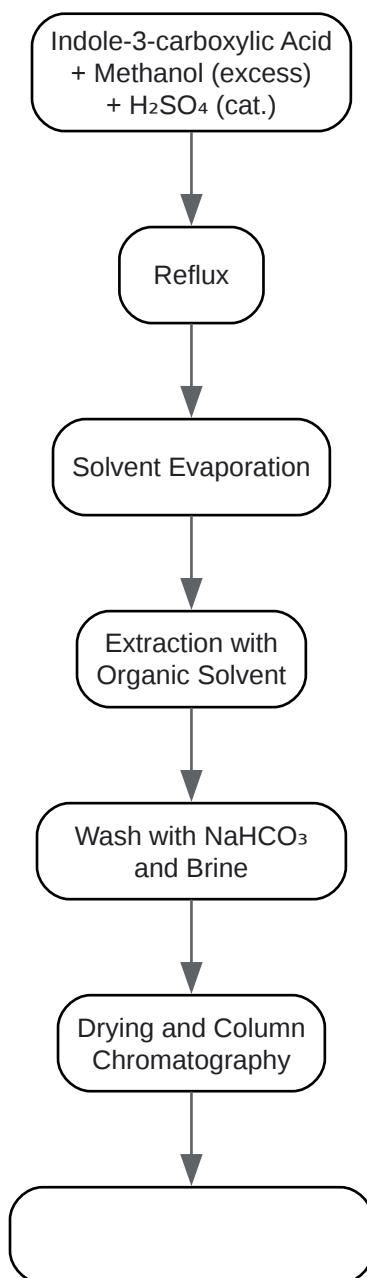 Indole-3-carboxylic Acid
+ Methanol (excess)
+ H₂SO₄ (cat.)
Reflux
Solvent Evaporation
Extraction with
Organic Solvent
Wash with NaHCO₃
and Brine
Drying and Column
Chromatography